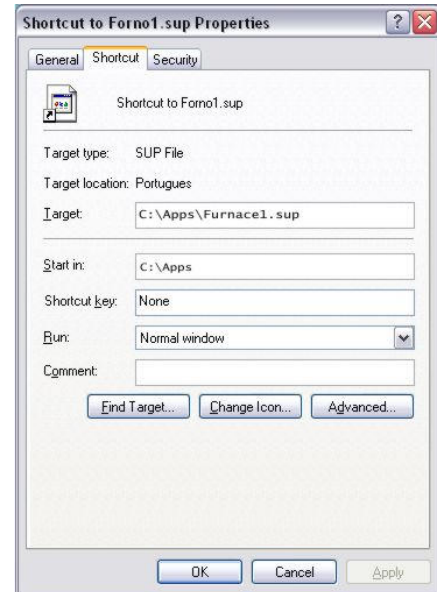 Shortcut to Forno1.sup Properties
General Shortcut Security
Shortcut to Forno1.sup
Target type: SUP File
Target location: Portugues
Target: C:\Apps\Furnace1.sup
Start in: C:\Apps
Shortcut key: None
Run: Normal window
Comment:
Find Target... Change Icon... Advanced...
OK Cancel Apply